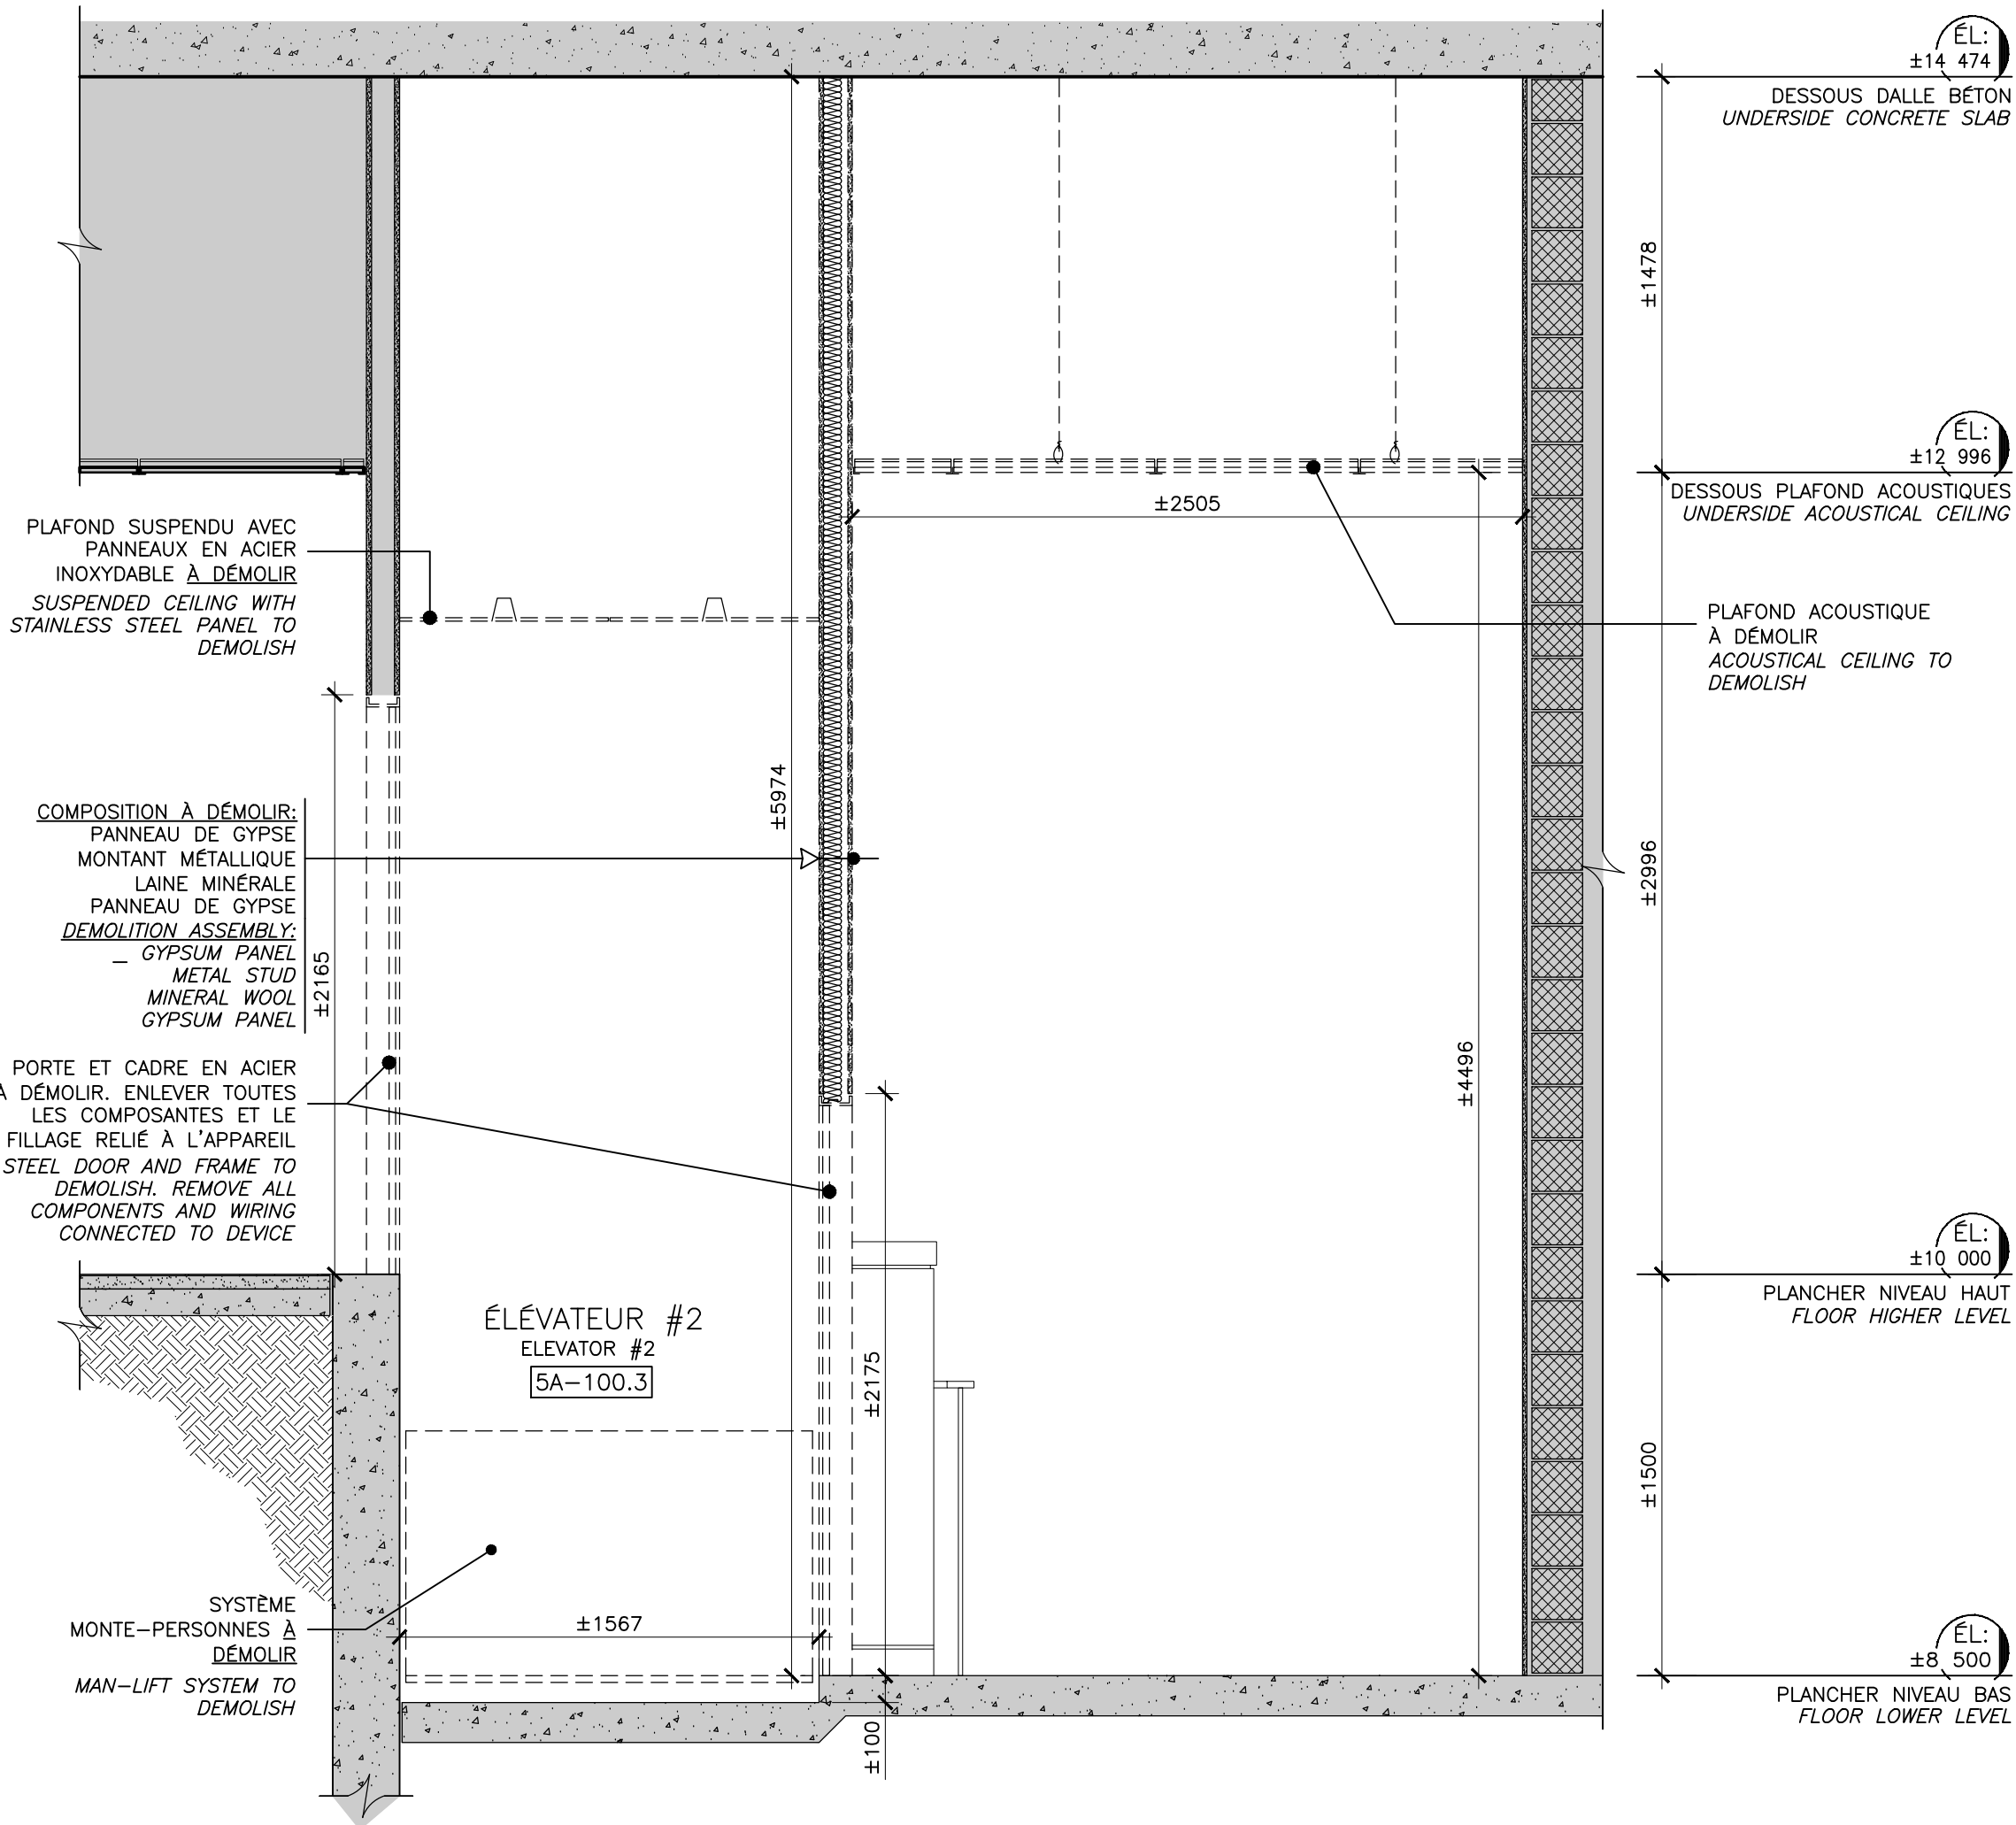 ÉL:
±14 474
DESSOUS DALLE BÉTON
UNDERSIDE CONCRETE SLAB
±1478
ÉL:
±12 996
DESSOUS PLAFOND ACOUSTIQUES
UNDERSIDE ACOUSTICAL CEILING
±2505
PLAFOND SUSPENDU AVEC
PANNEAUX EN ACIER
INOXYDABLE À DÉMOLIR
SUSPENDED CEILING WITH
STAINLESS STEEL PANEL TO
DEMOLISH
PLAFOND ACOUSTIQUE
À DÉMOLIR
ACOUSTICAL CEILING TO
DEMOLISH
±5974
±2996
COMPOSITION À DÉMOLIR:
PANNEAU DE GYPSE
MONTANT MÉTALLIQUE
LAINE MINÉRALE
PANNEAU DE GYPSE
DEMOLITION ASSEMBLY:
_ GYPSUM PANEL
METAL STUD
MINERAL WOOL
GYPSUM PANEL
±2165
±4496
PORTE ET CADRE EN ACIER
À DÉMOLIR. ENLEVER TOUTES
LES COMPOSANTES ET LE
FILLAGE RELIÉ À L'APPAREIL
STEEL DOOR AND FRAME TO
DEMOLISH. REMOVE ALL
COMPONENTS AND WIRING
CONNECTED TO DEVICE
ÉL:
±10 000
PLANCHER NIVEAU HAUT
FLOOR HIGHER LEVEL
ÉLÉVATEUR #2
ELEVATOR #2
5A-100.3
±2175
±1500
SYSTÈME
MONTE-PERSONNES À
DÉMOLIR
MAN-LIFT SYSTEM TO
DEMOLISH
±1567
±100
ÉL:
±8 500
PLANCHER NIVEAU BAS
FLOOR LOWER LEVEL